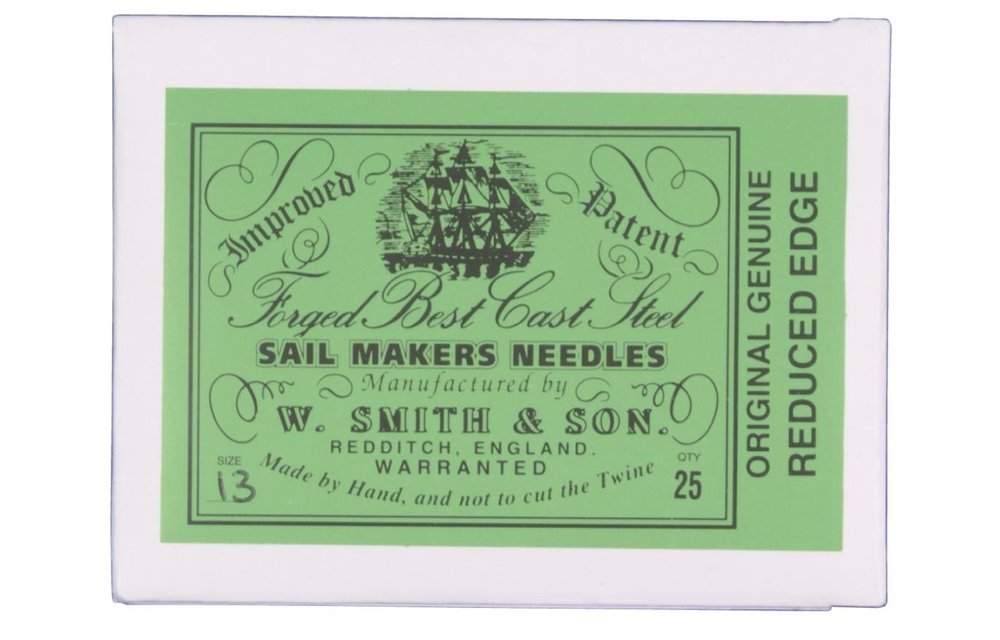 Improved Patent
Forged Best Cast Steel
SAIL MAKERS NEEDLES
Manufactured by
W. SMITH & SON.
REDDITCH, ENGLAND.
WARRANTED
Made by Hand, and not to cut the Twine
SIZE
13
QTY
25
ORIGINAL GENUINE
REDUCED EDGE